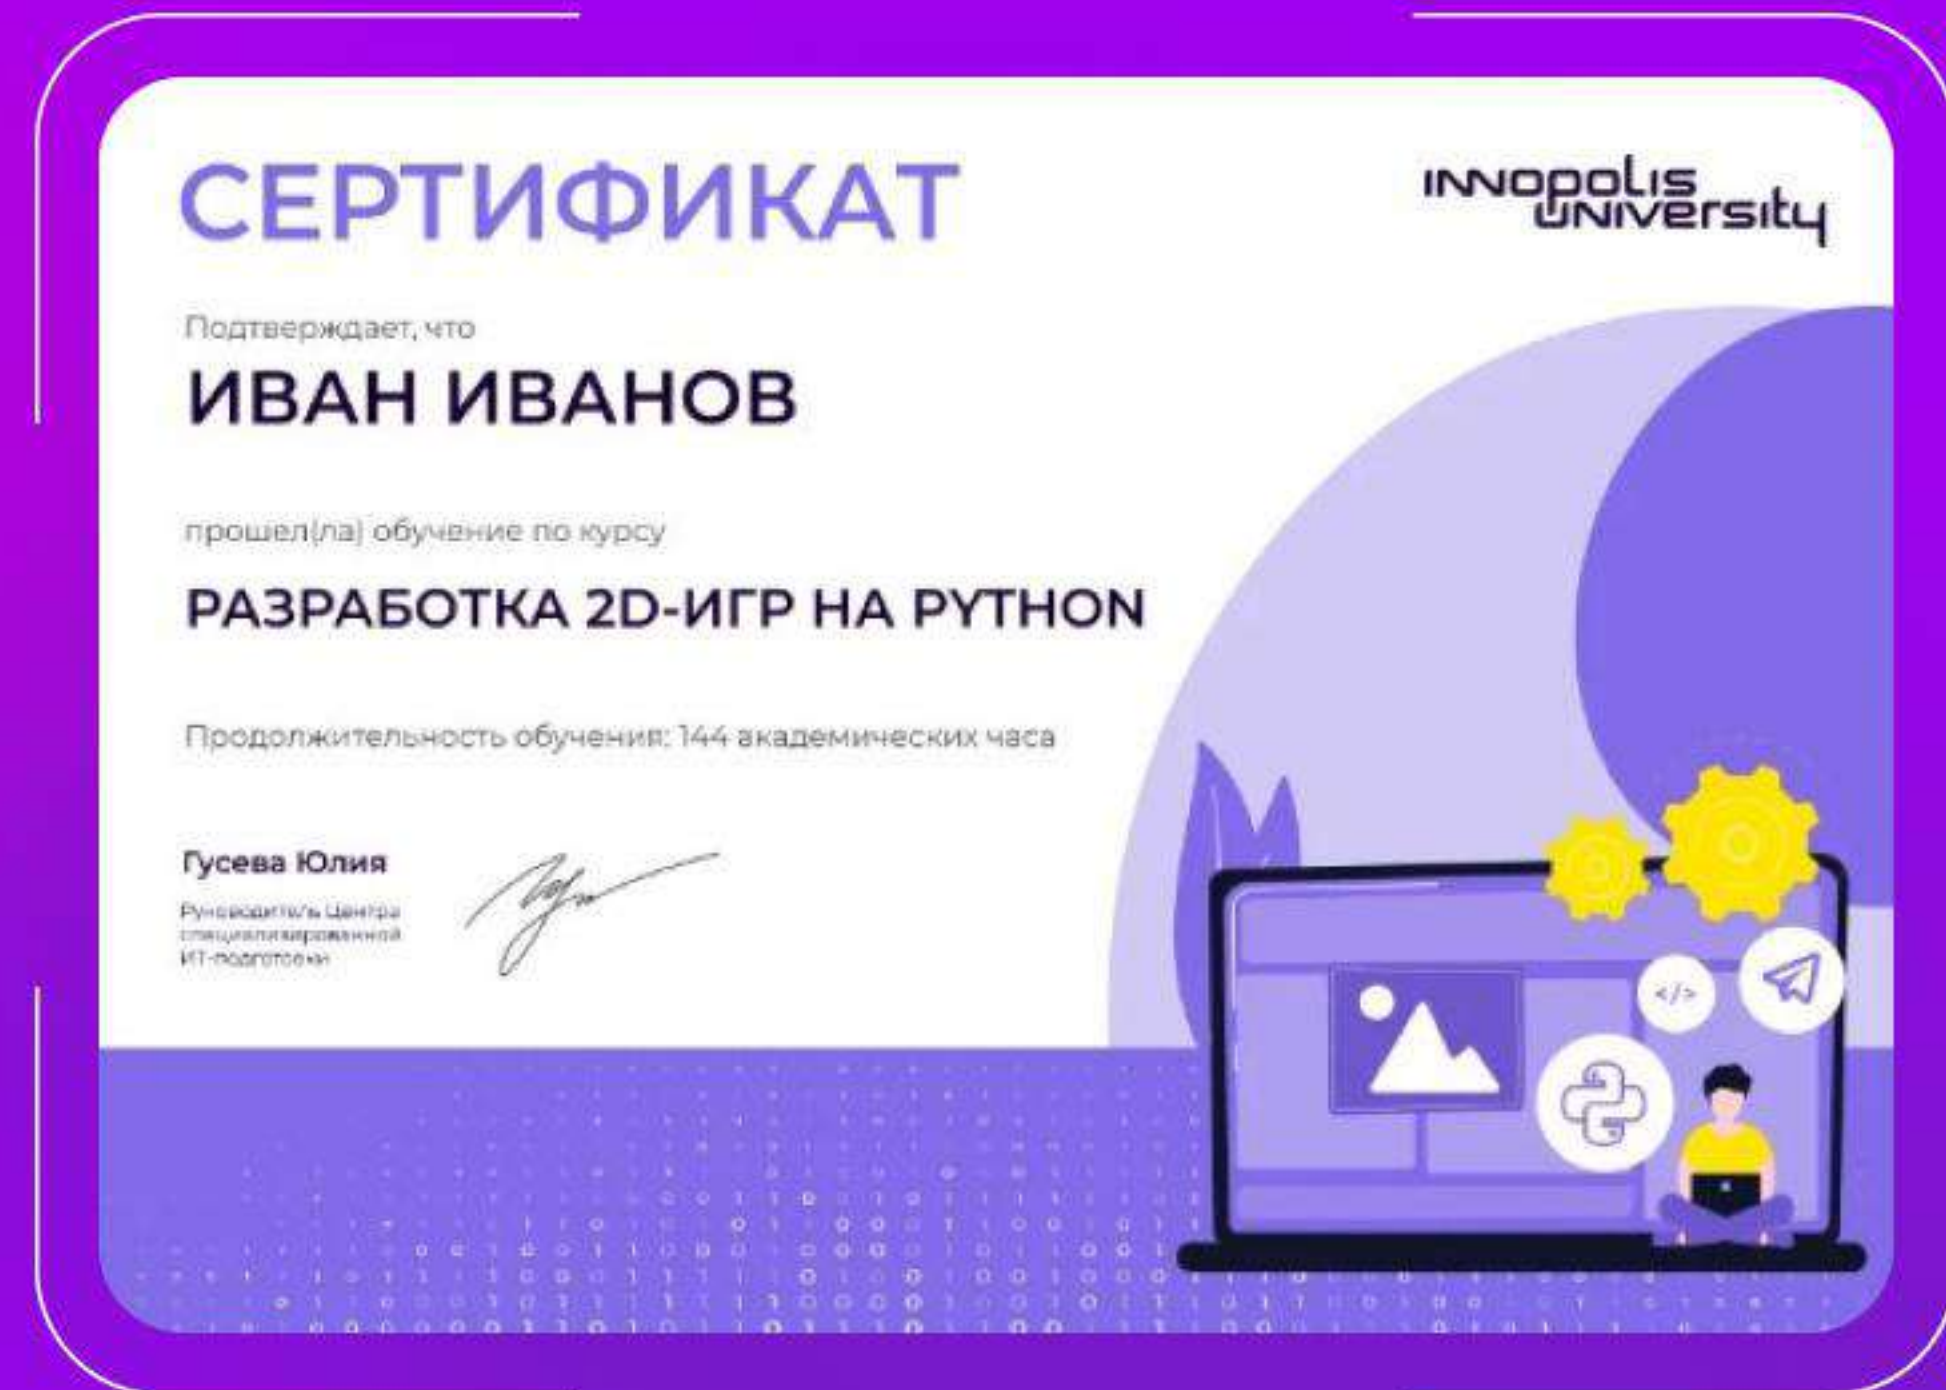 СЕРТИФИКАТ
INNOPOLIS
UNIVERSITY
Подтверждает, что
ИВАН ИВАНОВ
прошел(ла) обучение по курсу
РАЗРАБОТКА 2D-ИГР НА PYTHON
Продолжительность обучения: 144 академических часа
Гусева Юлия
Руководитель Центра
специализированной
ИТ-подготовки
</>